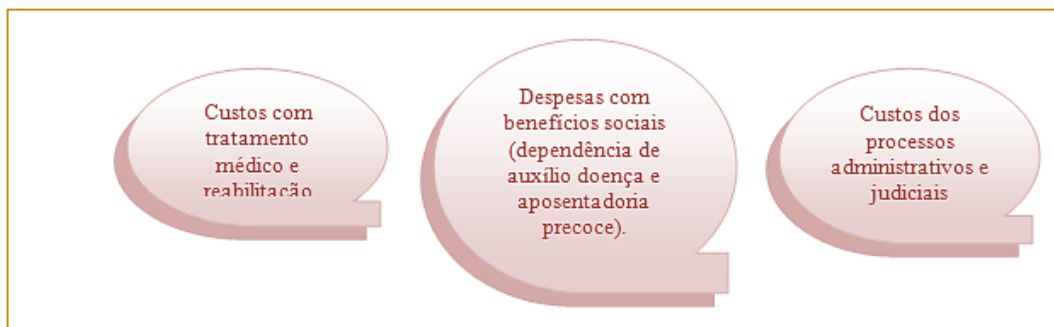 Custos com
tratamento
médico e
reabilitação
Despesas com
benefícios sociais
(dependência de
auxílio doença e
aposentadoria
precoce).
Custos dos
processos
administrativos e
judiciais